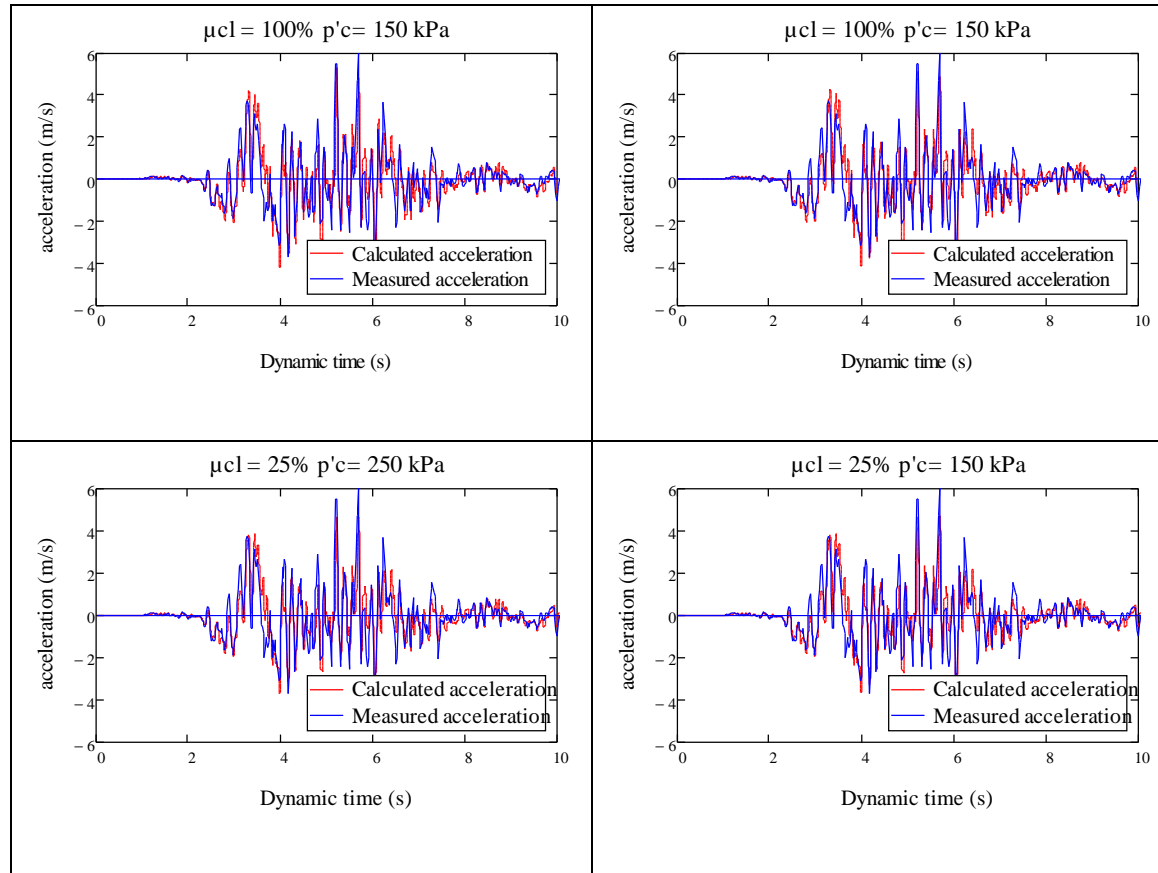 µcl = 100% p'c= 150 kPa
6
4
2
0
− 2
− 4
− 6
acceleration (m/s)
Calculated acceleration
Measured acceleration
0 2 4 6 8 10
Dynamic time (s)
µcl = 100% p'c= 150 kPa
6
4
2
0
− 2
− 4
− 6
acceleration (m/s)
Calculated acceleration
Measured acceleration
0 2 4 6 8 10
Dynamic time (s)
µcl = 25% p'c= 250 kPa
6
4
2
0
− 2
− 4
− 6
acceleration (m/s)
Calculated acceleration
Measured acceleration
0 2 4 6 8 10
Dynamic time (s)
µcl = 25% p'c= 150 kPa
6
4
2
0
− 2
− 4
− 6
acceleration (m/s)
Calculated acceleration
Measured acceleration
0 2 4 6 8 10
Dynamic time (s)